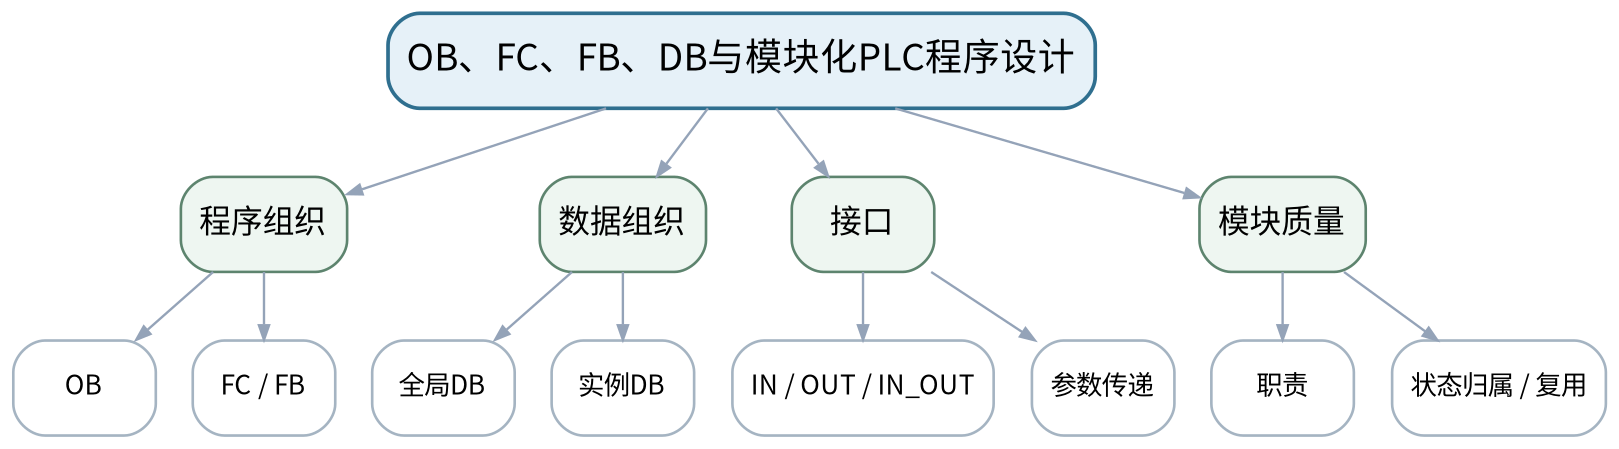 OB、FC、FB、DB与模块化PLC程序设计
程序组织
数据组织
接口
模块质量
OB
FC / FB
全局DB
实例DB
IN / OUT / IN_OUT
参数传递
职责
状态归属 / 复用